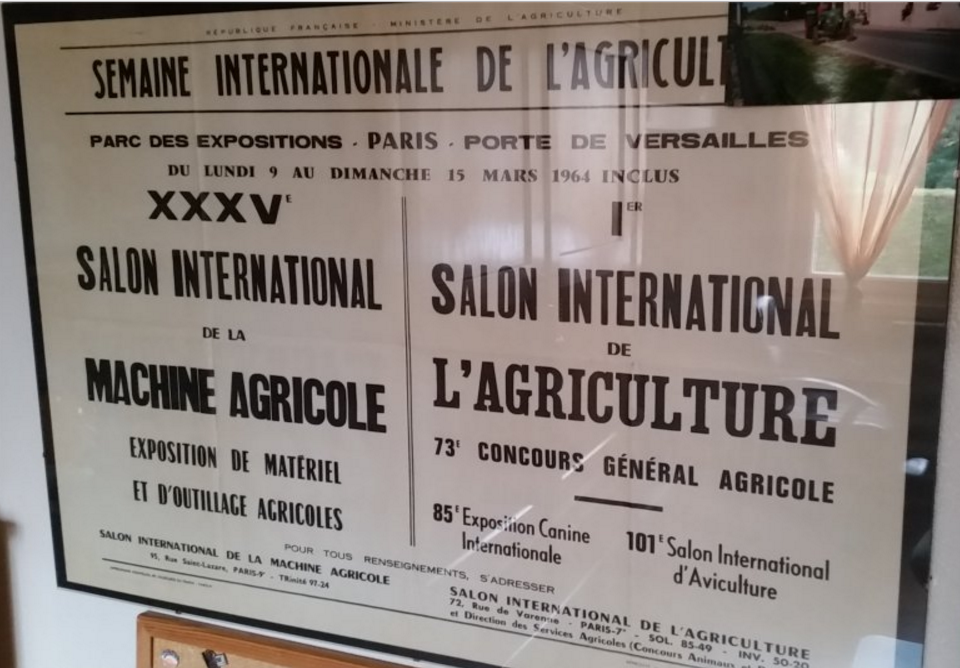 RÉPUBLIQUE FRANÇAISE - MINISTÈRE DE L'AGRICULTURE
SEMAINE INTERNATIONALE DE L'AGRICULT
PARC DES EXPOSITIONS - PARIS - PORTE DE VERSAILLES
DU LUNDI 9 AU DIMANCHE 15 MARS 1964 INCLUS
XXXVE
SALON INTERNATIONAL
DE LA
MACHINE AGRICOLE
EXPOSITION DE MATÉRIEL
ET D'OUTILLAGE AGRICOLES
IER
SALON INTERNATIONAL
DE
L'AGRICULTURE
73E CONCOURS GÉNÉRAL AGRICOLE
85E Exposition Canine
Internationale
101E Salon International
d'Aviculture
POUR TOUS RENSEIGNEMENTS, S'ADRESSER
SALON INTERNATIONAL DE LA MACHINE AGRICOLE
95, Rue Saint-Lazare, PARIS-9e - TRinité 97-24
SALON INTERNATIONAL DE L'AGRICULTURE
72, Rue de Varenne - PARIS-7e - SOL. 85-49 - INV. 50-20
et Direction des Services Agricoles (Concours Animaux et